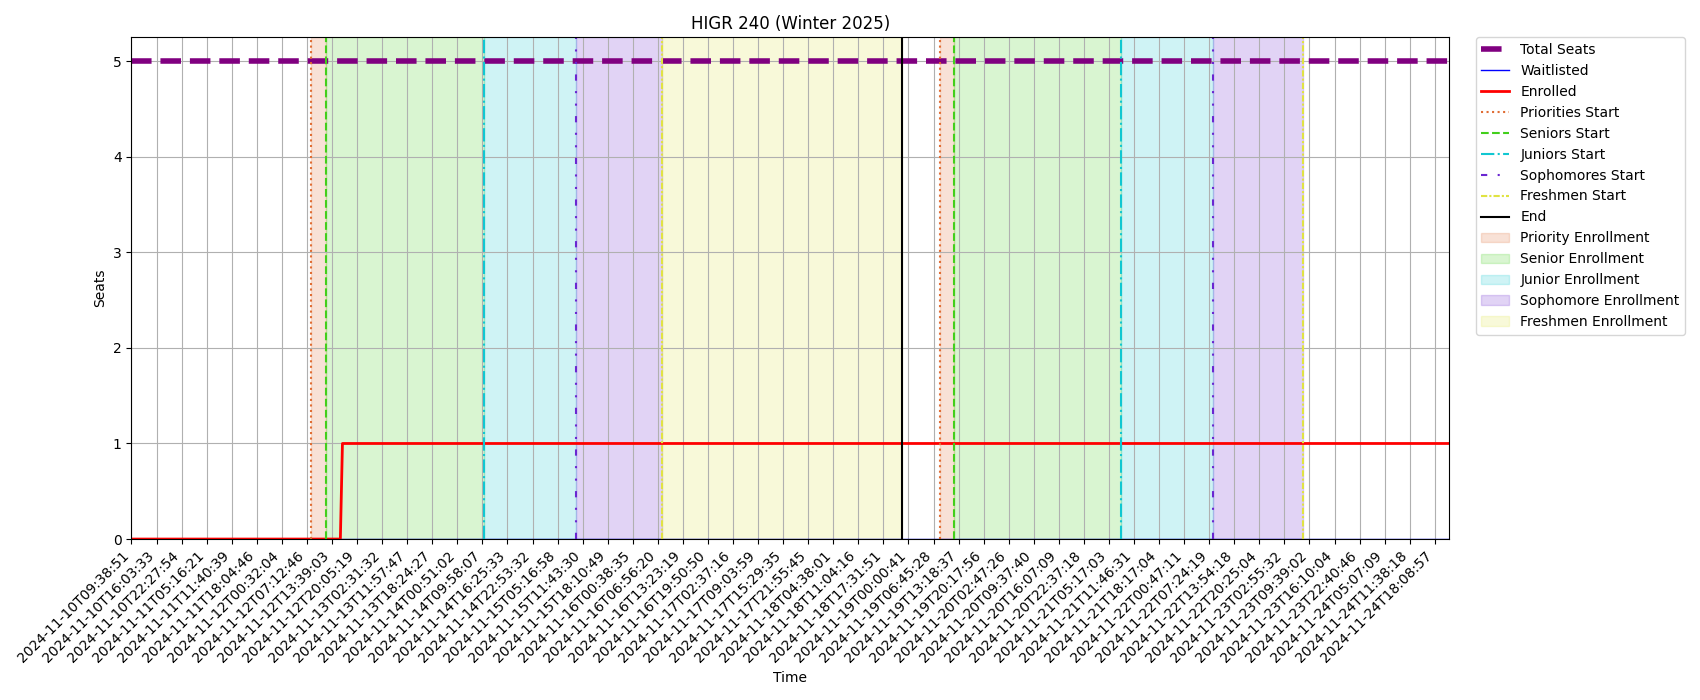 HIGR 240 (Winter 2025)
Seats
5
4
3
2
1
0
2024-11-10T09:38:51
2024-11-10T16:03:33
2024-11-10T22:27:54
2024-11-11T05:16:21
2024-11-11T11:40:39
2024-11-11T18:04:46
2024-11-12T00:32:04
2024-11-12T07:12:46
2024-11-12T13:39:03
2024-11-12T20:05:19
2024-11-13T02:31:32
2024-11-13T11:57:47
2024-11-13T18:24:27
2024-11-14T00:51:02
2024-11-14T09:58:07
2024-11-14T16:25:33
2024-11-14T22:53:32
2024-11-15T05:16:58
2024-11-15T11:43:30
2024-11-15T18:10:49
2024-11-16T00:38:35
2024-11-16T06:56:20
2024-11-16T13:23:19
2024-11-16T19:50:50
2024-11-17T02:37:16
2024-11-17T09:03:59
2024-11-17T15:29:35
2024-11-17T21:55:45
2024-11-18T04:38:01
2024-11-18T11:04:16
2024-11-18T17:31:51
2024-11-19T00:00:41
2024-11-19T06:45:28
2024-11-19T13:18:37
2024-11-19T20:17:56
2024-11-20T02:47:26
2024-11-20T09:37:40
2024-11-20T16:07:09
2024-11-20T22:37:18
2024-11-21T05:17:03
2024-11-21T11:46:31
2024-11-21T18:17:04
2024-11-22T00:47:11
2024-11-22T07:24:19
2024-11-22T13:54:18
2024-11-22T20:25:04
2024-11-23T02:55:32
2024-11-23T09:39:02
2024-11-23T16:10:04
2024-11-23T22:40:46
2024-11-24T05:07:09
2024-11-24T11:38:18
2024-11-24T18:08:57
Time
Total Seats
Waitlisted
Enrolled
Priorities Start
Seniors Start
Juniors Start
Sophomores Start
Freshmen Start
End
Priority Enrollment
Senior Enrollment
Junior Enrollment
Sophomore Enrollment
Freshmen Enrollment